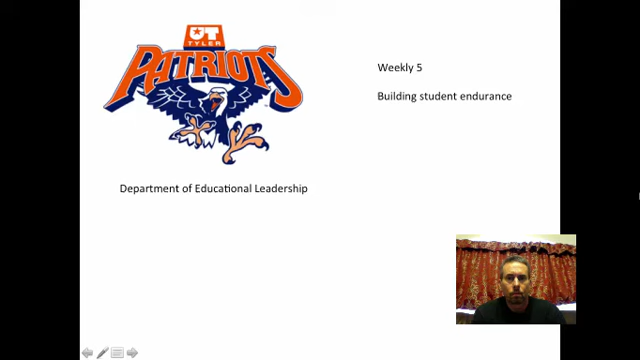 UT
TYLER
PATRIOTS
Weekly 5
Building student endurance
Department of Educational Leadership